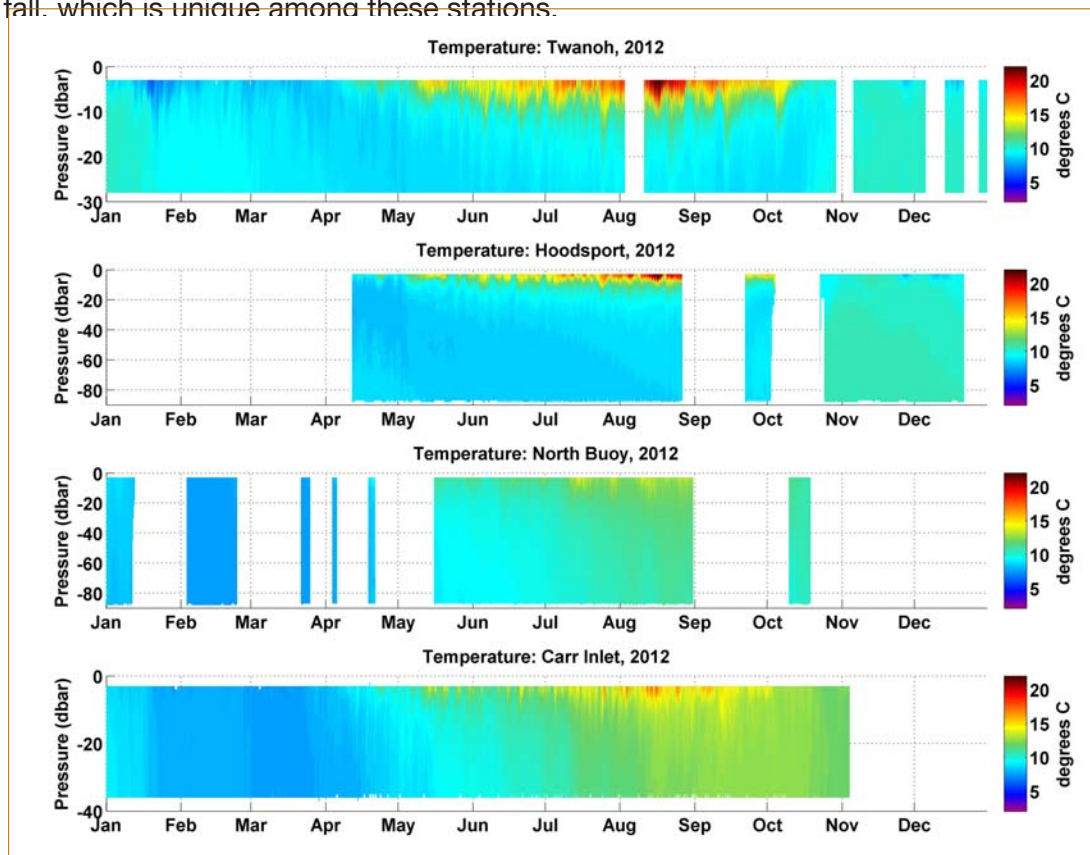 fall, which is unique among these stations.
Temperature: Twanoh, 2012
Pressure (dbar)
0
-10
-20
-30
Jan Feb Mar Apr May Jun Jul Aug Sep Oct Nov Dec
20
15
10
5
degrees C
Temperature: Hoodsport, 2012
Pressure (dbar)
0
-20
-40
-60
-80
Jan Feb Mar Apr May Jun Jul Aug Sep Oct Nov Dec
20
15
10
5
degrees C
Temperature: North Buoy, 2012
Pressure (dbar)
0
-20
-40
-60
-80
Jan Feb Mar Apr May Jun Jul Aug Sep Oct Nov Dec
20
15
10
5
degrees C
Temperature: Carr Inlet, 2012
Pressure (dbar)
0
-20
-40
Jan Feb Mar Apr May Jun Jul Aug Sep Oct Nov Dec
20
15
10
5
degrees C